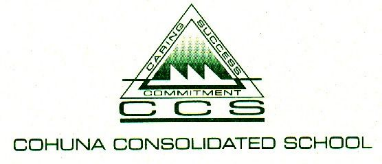 CARING
SUCCESS
COMMITMENT
CCS
COHUNA CONSOLIDATED SCHOOL